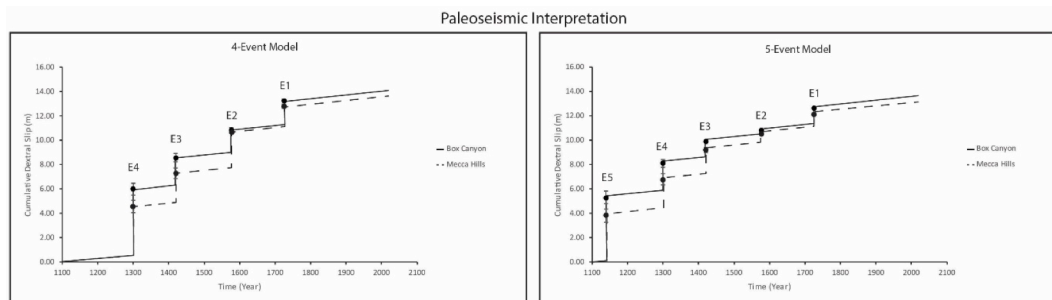 Paleoseismic Interpretation
4-Event Model
16.00
14.00
12.00
10.00
8.00
6.00
4.00
2.00
0.00
Cumulative Dextral Slip (m)
E1
E2
E3
E4
Box Canyon
Mecca Hills
1100 1200 1300 1400 1500 1600 1700 1800 1900 2000 2100
Time (Year)
5-Event Model
16.00
14.00
12.00
10.00
8.00
6.00
4.00
2.00
0.00
Cumulative Dextral Slip (m)
E1
E2
E3
E4
E5
Box Canyon
Mecca Hills
1100 1200 1300 1400 1500 1600 1700 1800 1900 2000 2100
Time (Year)